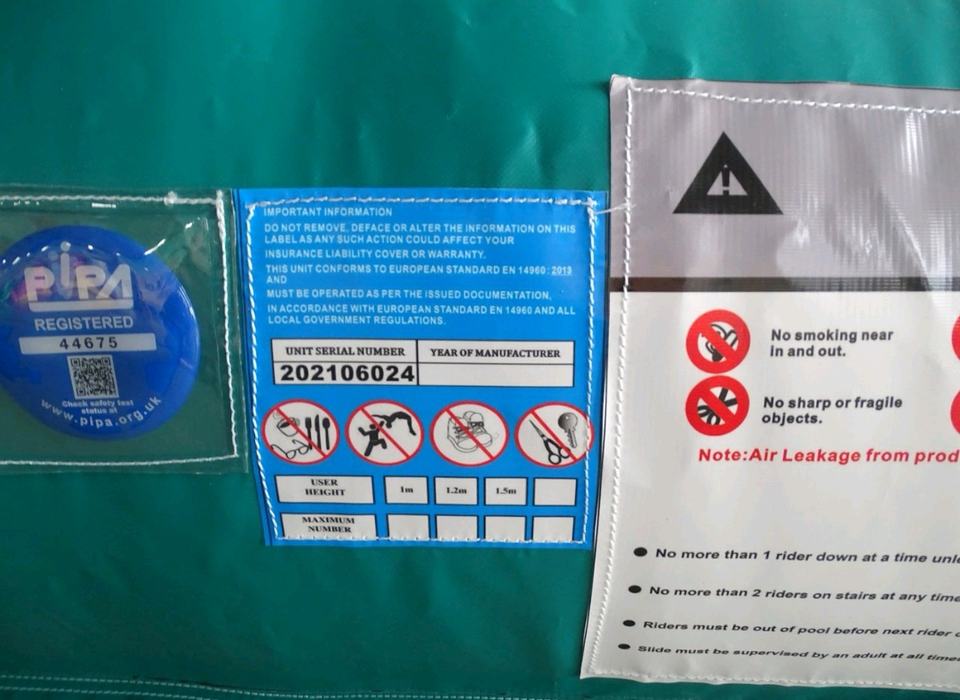 PiPA
REGISTERED
44675
Check safety test
status at
www.pipa.org.uk
IMPORTANT INFORMATION
DO NOT REMOVE, DEFACE OR ALTER THE INFORMATION ON THIS
LABEL AS ANY SUCH ACTION COULD AFFECT YOUR
INSURANCE LIABILITY COVER OR WARRANTY.
THIS UNIT CONFORMS TO EUROPEAN STANDARD EN 14960: 2013
AND
MUST BE OPERATED AS PER THE ISSUED DOCUMENTATION,
IN ACCORDANCE WITH EUROPEAN STANDARD EN 14960 AND ALL
LOCAL GOVERNMENT REGULATIONS.
UNIT SERIAL NUMBER YEAR OF MANUFACTURER
202106024
USER
HEIGHT
1m 1.2m 1.5m
MAXIMUM
NUMBER
No smoking near
in and out.
No sharp or fragile
objects.
Note:Air Leakage from prod
No more than 1 rider down at a time unle
No more than 2 riders on stairs at any time
Riders must be out of pool before next rider
Slide must be supervised by an adult at all times